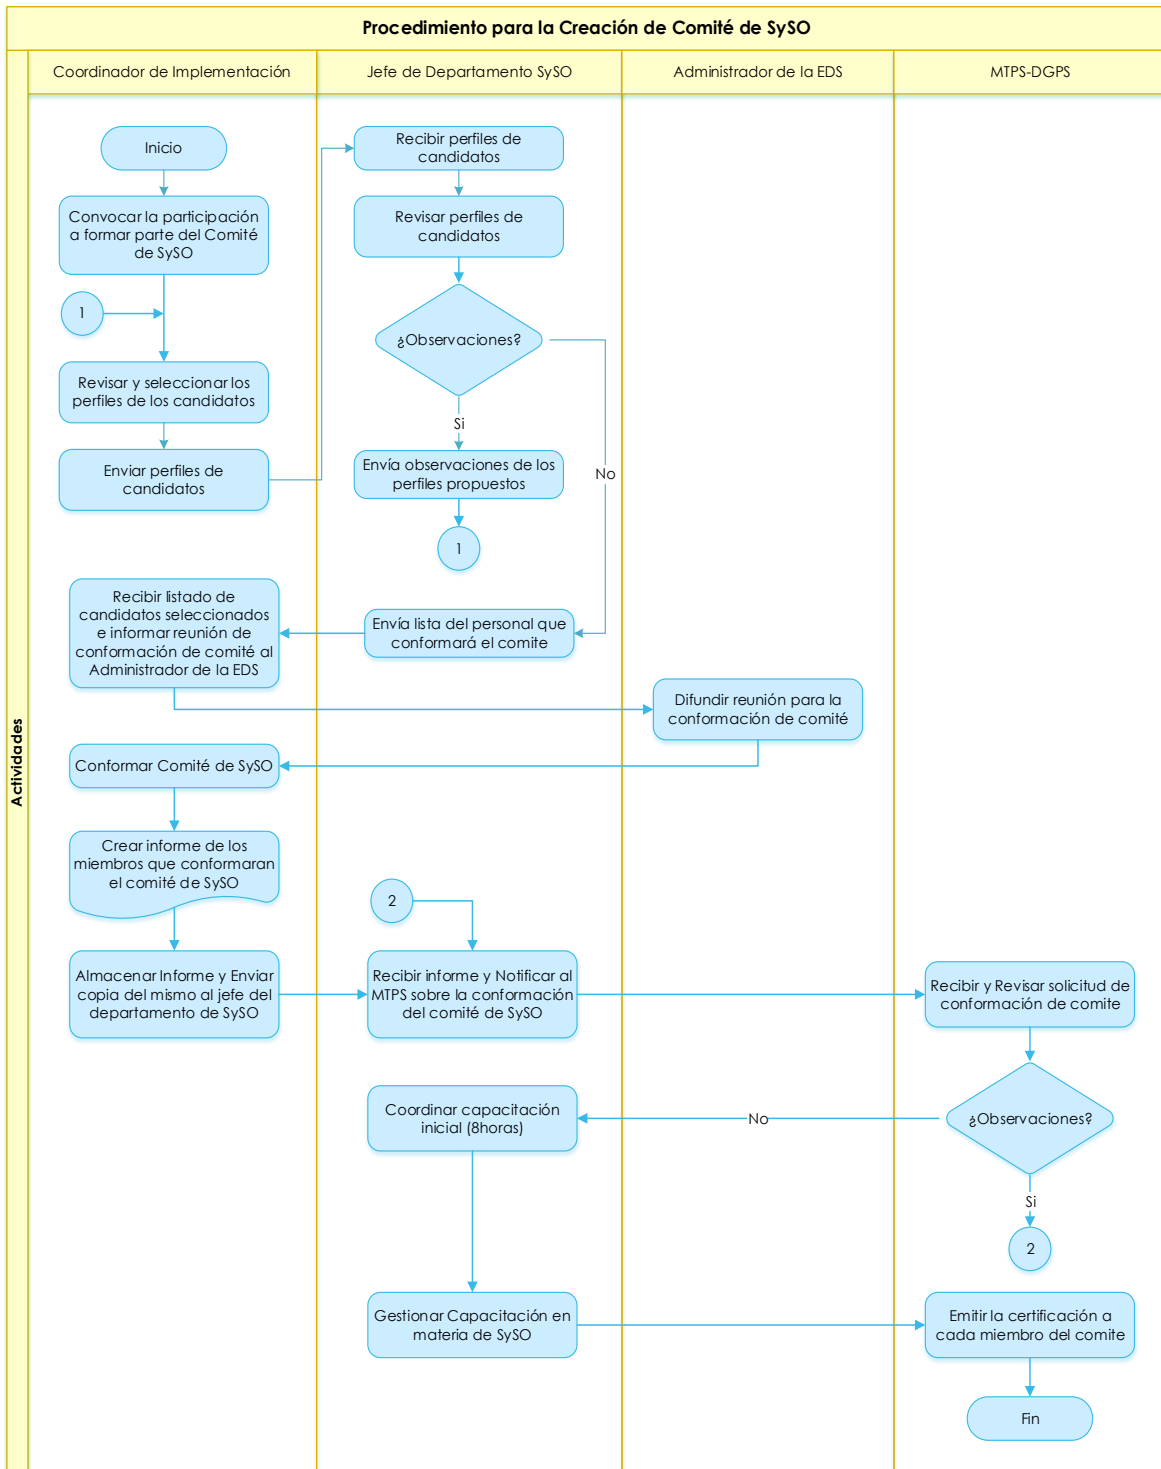 Procedimiento para la Creación de Comité de SySO
Coordinador de Implementación
Jefe de Departamento SySO
Administrador de la EDS
MTPS-DGPS
Actividades
Inicio
Convocar la participación
a formar parte del Comité
de SySO
1
Revisar y seleccionar los
perfiles de los candidatos
Enviar perfiles de
candidatos
Recibir perfiles de
candidatos
Revisar perfiles de
candidatos
¿Observaciones?
Si
No
Envía observaciones de los
perfiles propuestos
1
Envía lista del personal que
conformará el comite
Recibir listado de
candidatos seleccionados
e informar reunión de
conformación de comité al
Administrador de la EDS
Difundir reunión para la
conformación de comité
Conformar Comité de SySO
Crear informe de los
miembros que conformaran
el comité de SySO
Almacenar Informe y Enviar
copia del mismo al jefe del
departamento de SySO
2
Recibir informe y Notificar al
MTPS sobre la conformación
del comité de SySO
Recibir y Revisar solicitud de
conformación de comite
¿Observaciones?
No
Si
2
Coordinar capacitación
inicial (8horas)
Gestionar Capacitación en
materia de SySO
Emitir la certificación a
cada miembro del comite
Fin